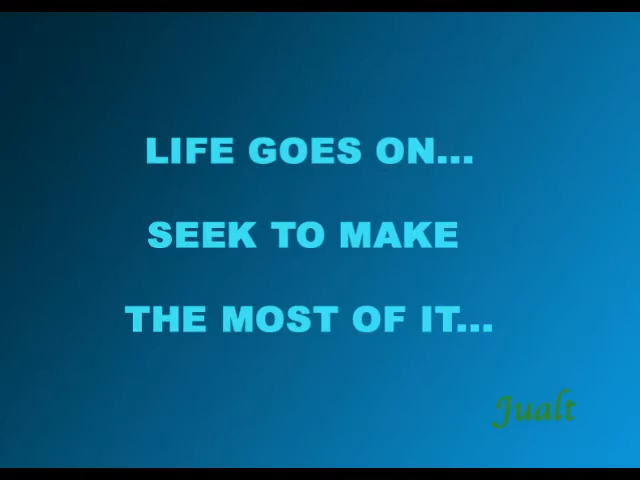 LIFE GOES ON...
SEEK TO MAKE
THE MOST OF IT...
Jualt